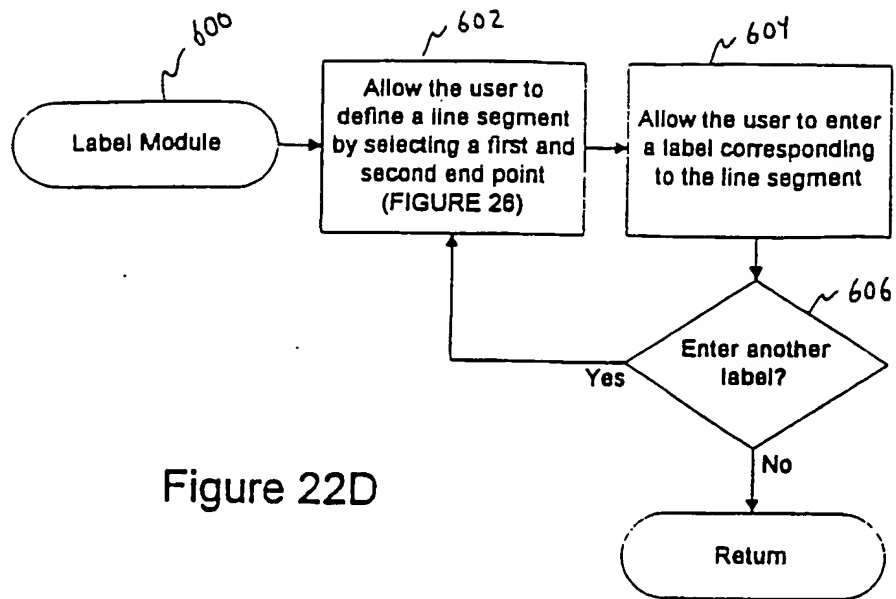 600
602
604
Label Module
Allow the user to
define a line segment
by selecting a first and
second end point
(FIGURE 26)
Allow the user to enter
a label corresponding
to the line segment
606
Enter another
label?
Yes
No
Return
Figure 22D